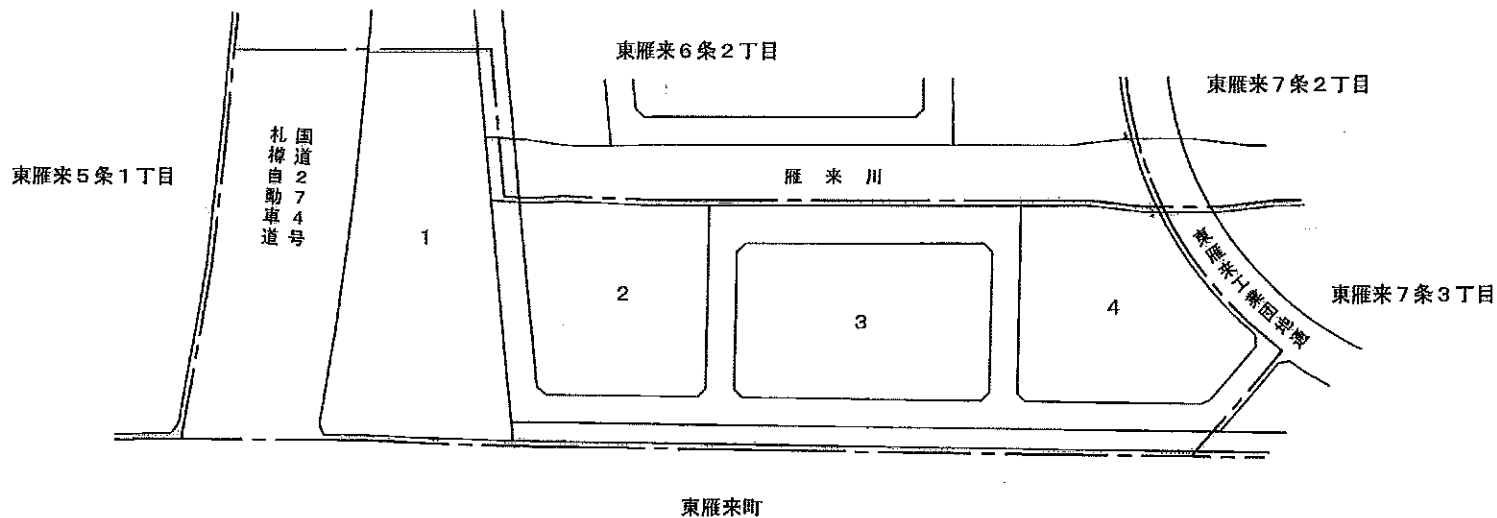 東雁来6条2丁目
東雁来7条2丁目
東雁来5条1丁目
国道274号
札樽自動車道
雁来川
1
2
3
4
東雁来工業団地通
東雁来7条3丁目
東雁来町